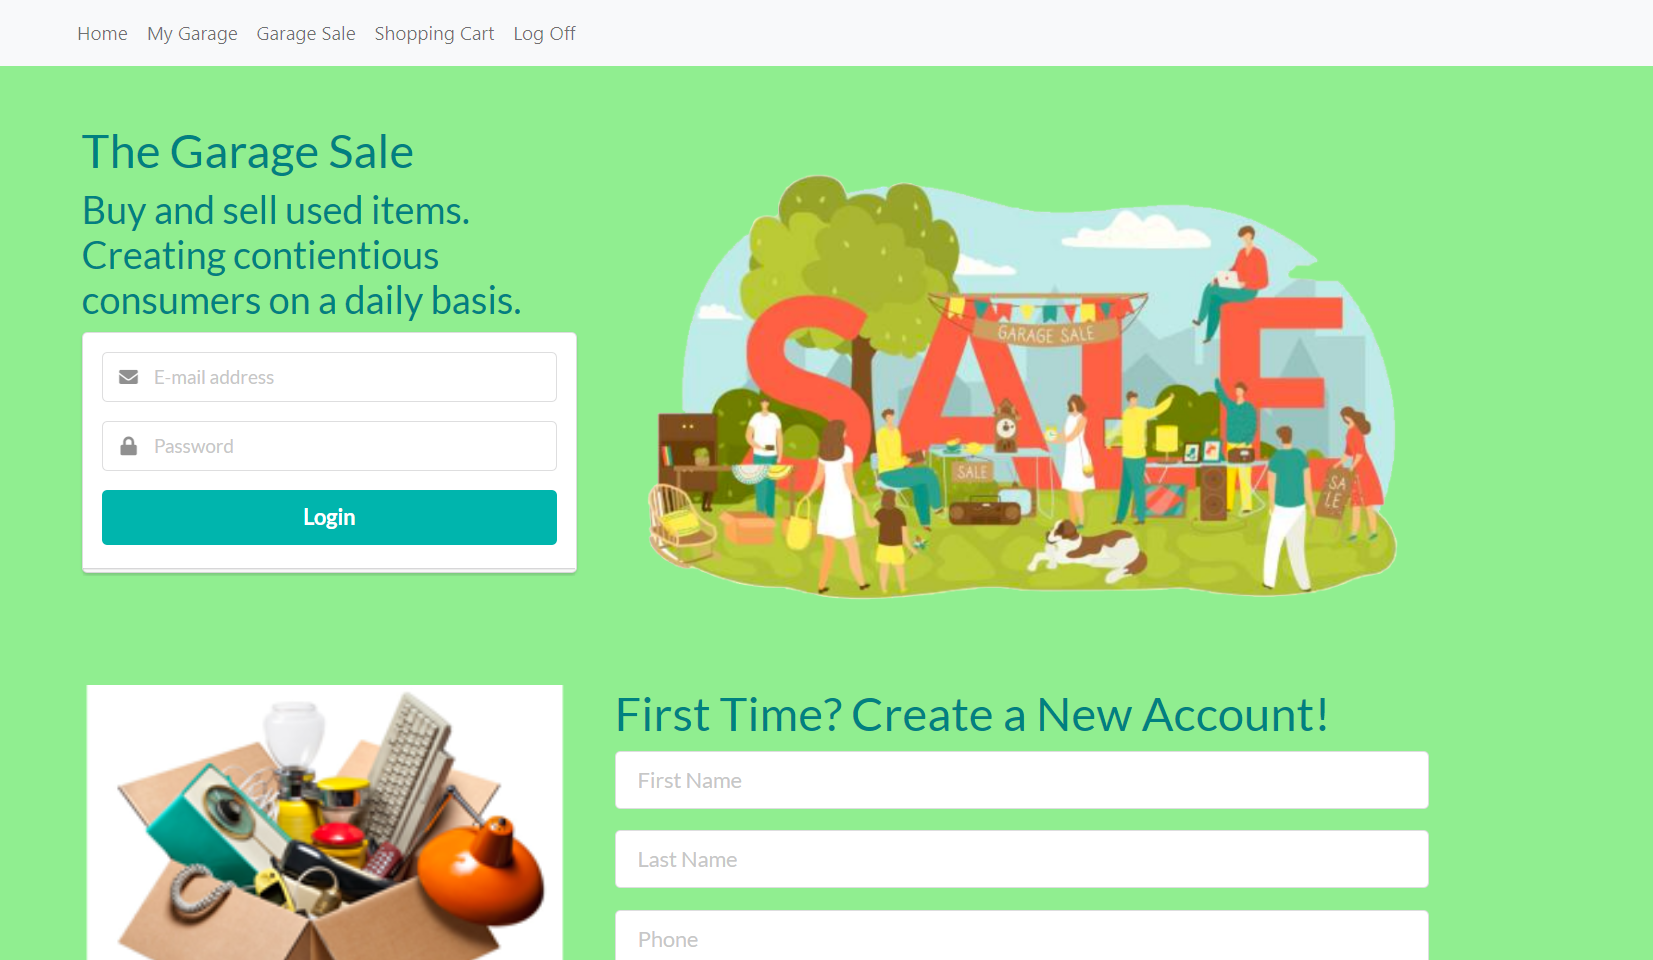 Home My Garage Garage Sale Shopping Cart Log Off
The Garage Sale
Buy and sell used items.
Creating contientious
consumers on a daily basis.
E-mail address
Password
Login
SALE
GARAGE SALE
SALE
SA
LE
First Time? Create a New Account!
First Name
Last Name
Phone